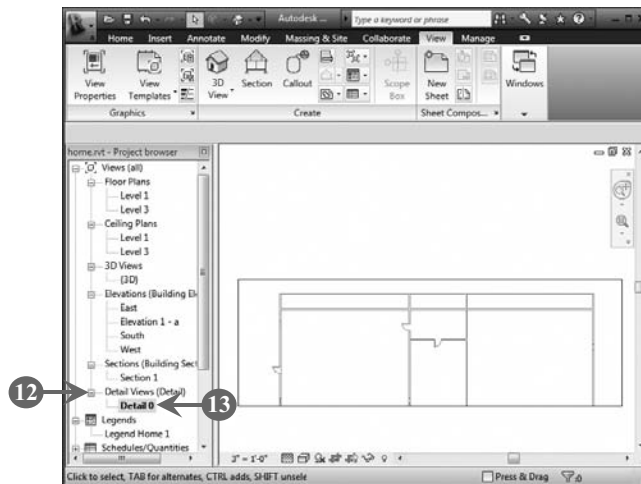 Autodesk ...
Type a keyword or phrase
Home Insert Annotate Modify Massing & Site Collaborate View Manage
View Properties
View Templates
3D View
Section
Callout
Scope Box
New Sheet
Windows
Graphics
Create
Sheet Compos...
home.rvt - Project browser
Views (all)
Floor Plans
Level 1
Level 3
Ceiling Plans
Level 1
Level 3
3D Views
{3D}
Elevations (Building El
East
Elevation 1 - a
South
West
Sections (Building Sect
Section 1
12
Detail Views (Detail)
Detail 0
13
Legends
Legend Home 1
Schedules/Quantities
3" = 1'-0"
Click to select, TAB for alternates, CTRL adds, SHIFT unsele
Press & Drag
:0